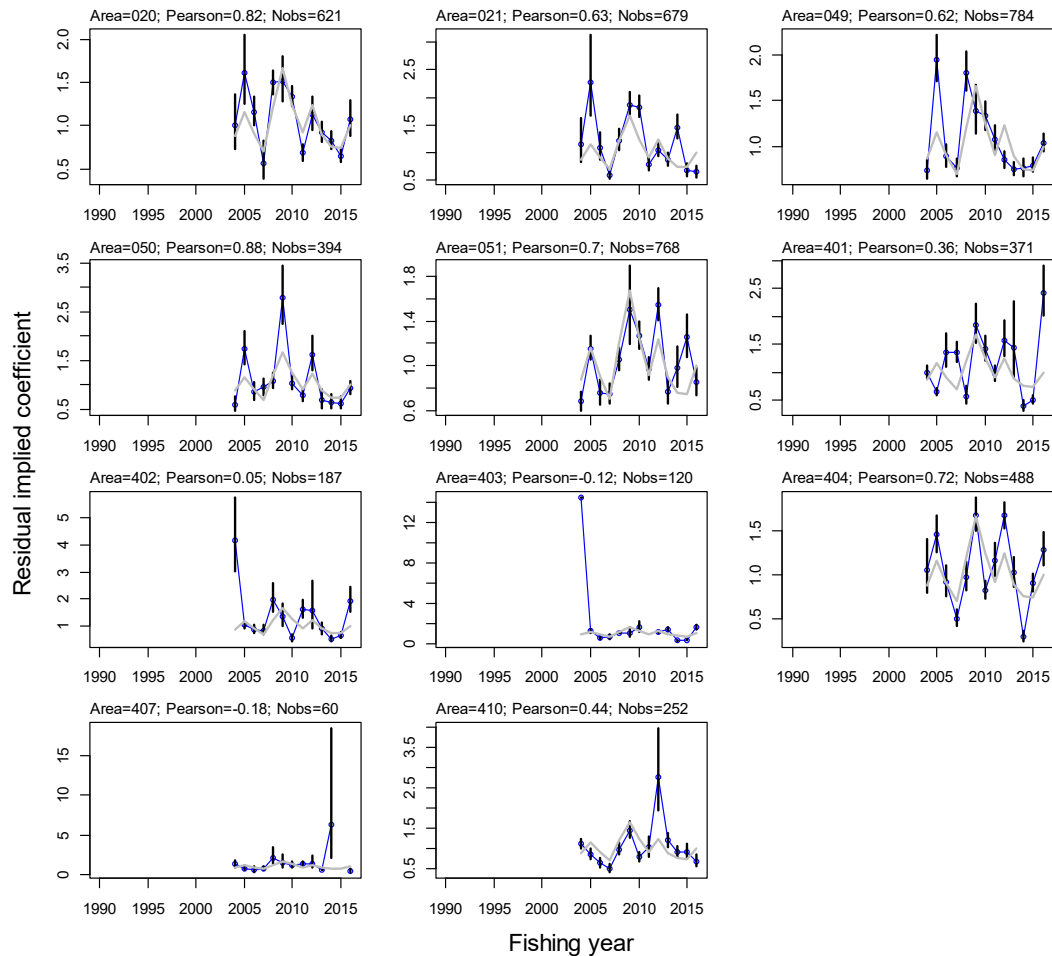 Area=020; Pearson=0.82; Nobs=621
Area=021; Pearson=0.63; Nobs=679
Area=049; Pearson=0.62; Nobs=784
2.0
1.5
1.0
0.5
2.5
1.5
0.5
2.0
1.5
1.0
1990 1995 2000 2005 2010 2015
1990 1995 2000 2005 2010 2015
1990 1995 2000 2005 2010 2015
Area=050; Pearson=0.88; Nobs=394
Area=051; Pearson=0.7; Nobs=768
Area=401; Pearson=0.36; Nobs=371
3.5
2.5
1.5
0.5
1.8
1.4
1.0
0.6
2.5
1.5
0.5
1990 1995 2000 2005 2010 2015
1990 1995 2000 2005 2010 2015
1990 1995 2000 2005 2010 2015
Residual implied coefficient
Area=402; Pearson=0.05; Nobs=187
Area=403; Pearson=-0.12; Nobs=120
Area=404; Pearson=0.72; Nobs=488
5
4
3
2
1
12
8
4
0
1.5
1.0
0.5
1990 1995 2000 2005 2010 2015
1990 1995 2000 2005 2010 2015
1990 1995 2000 2005 2010 2015
Area=407; Pearson=-0.18; Nobs=60
Area=410; Pearson=0.44; Nobs=252
15
10
5
0
3.5
2.5
1.5
0.5
1990 1995 2000 2005 2010 2015
1990 1995 2000 2005 2010 2015
Fishing year